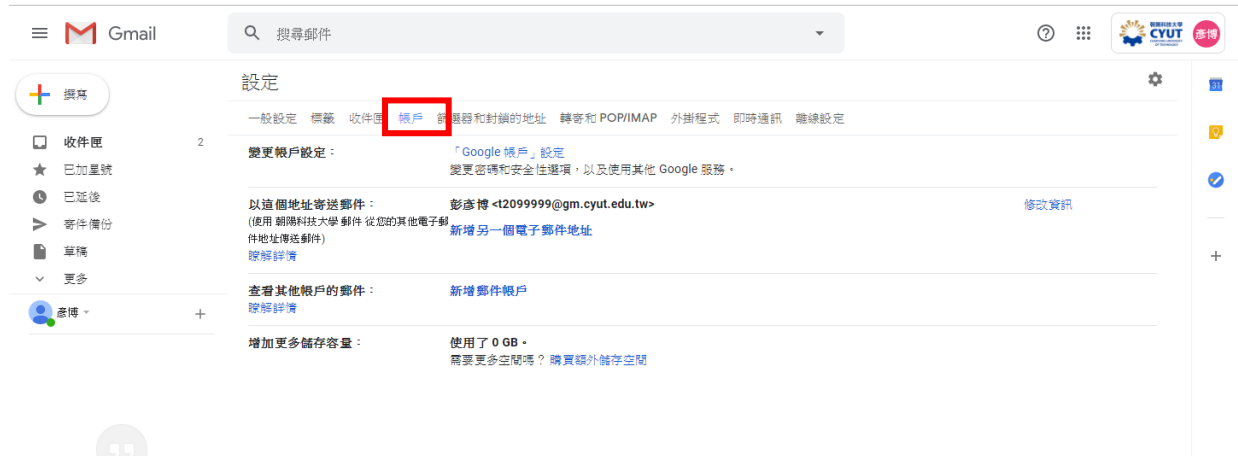 Gmail
搜尋郵件
CYUT
彥博
撰寫
設定
31
一般設定 標籤 收件匣 帳戶 篩選器和封鎖的地址 轉寄和 POP/IMAP 外掛程式 即時通訊 離線設定
收件匣 2
已加星號
已延後
寄件備份
草稿
更多
彥博
變更帳戶設定：
「Google 帳戶」設定
變更密碼和安全性選項，以及使用其他 Google 服務。
以這個地址寄送郵件：
(使用 朝陽科技大學 郵件 從您的其他電子郵
件地址傳送郵件)
瞭解詳情
彭彥博 <t2099999@gm.cyut.edu.tw>
修改資訊
新增另一個電子郵件地址
查看其他帳戶的郵件：
瞭解詳情
新增郵件帳戶
增加更多儲存容量：
使用了 0 GB。
需要更多空間嗎？ 購買額外儲存空間